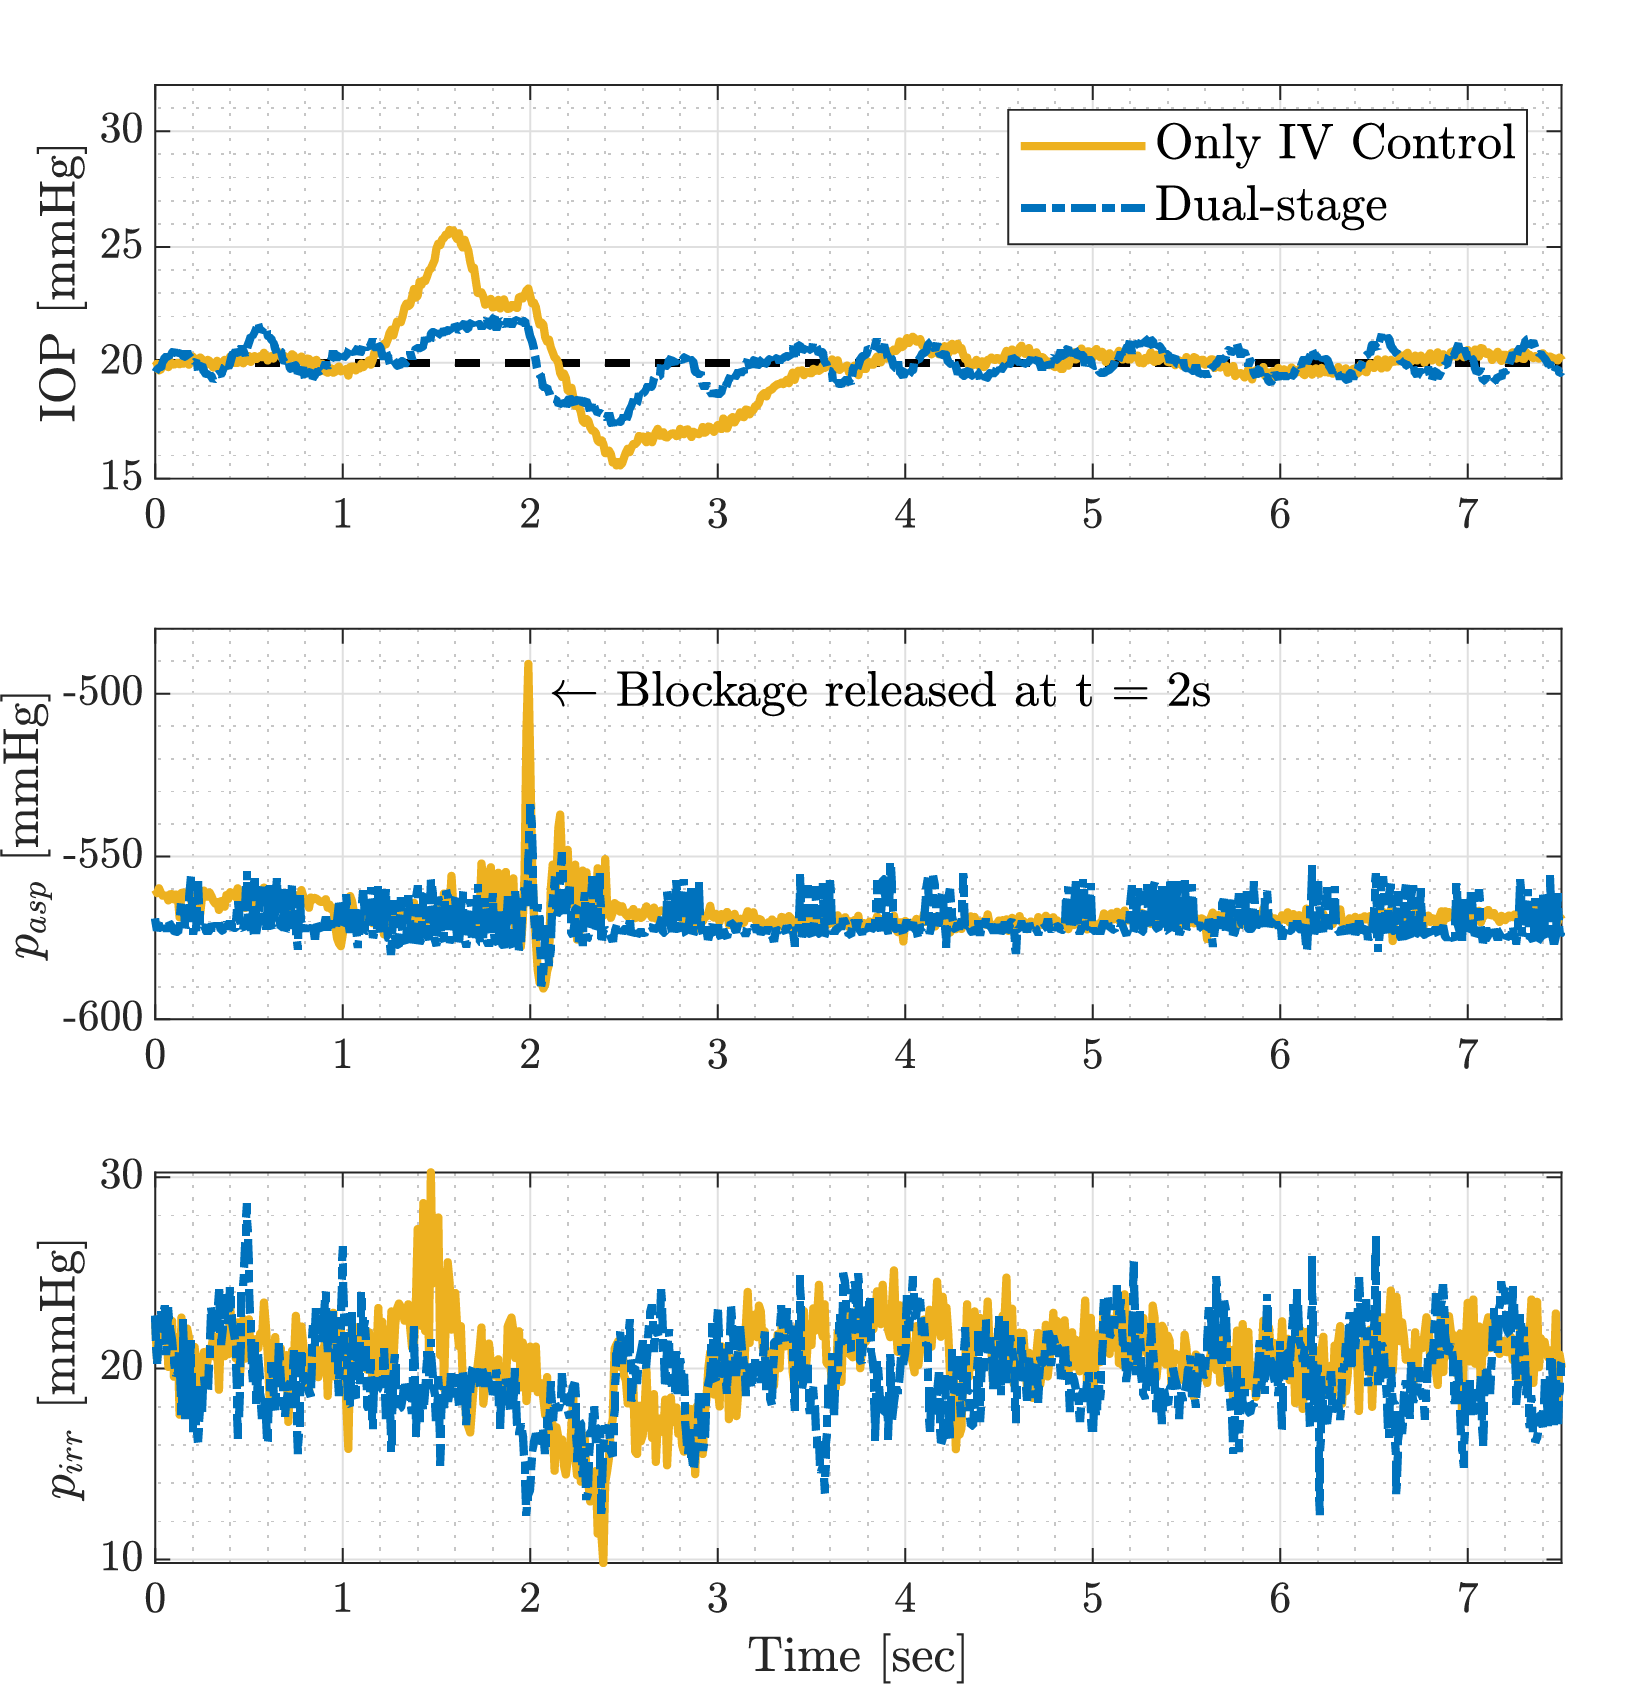 IOP [mmHg]
30
25
20
15
Only IV Control
Dual-stage
0 1 2 3 4 5 6 7
p_asp [mmHg]
-500
-550
-600
← Blockage released at t = 2s
0 1 2 3 4 5 6 7
p_irr [mmHg]
30
20
10
0 1 2 3 4 5 6 7
Time [sec]